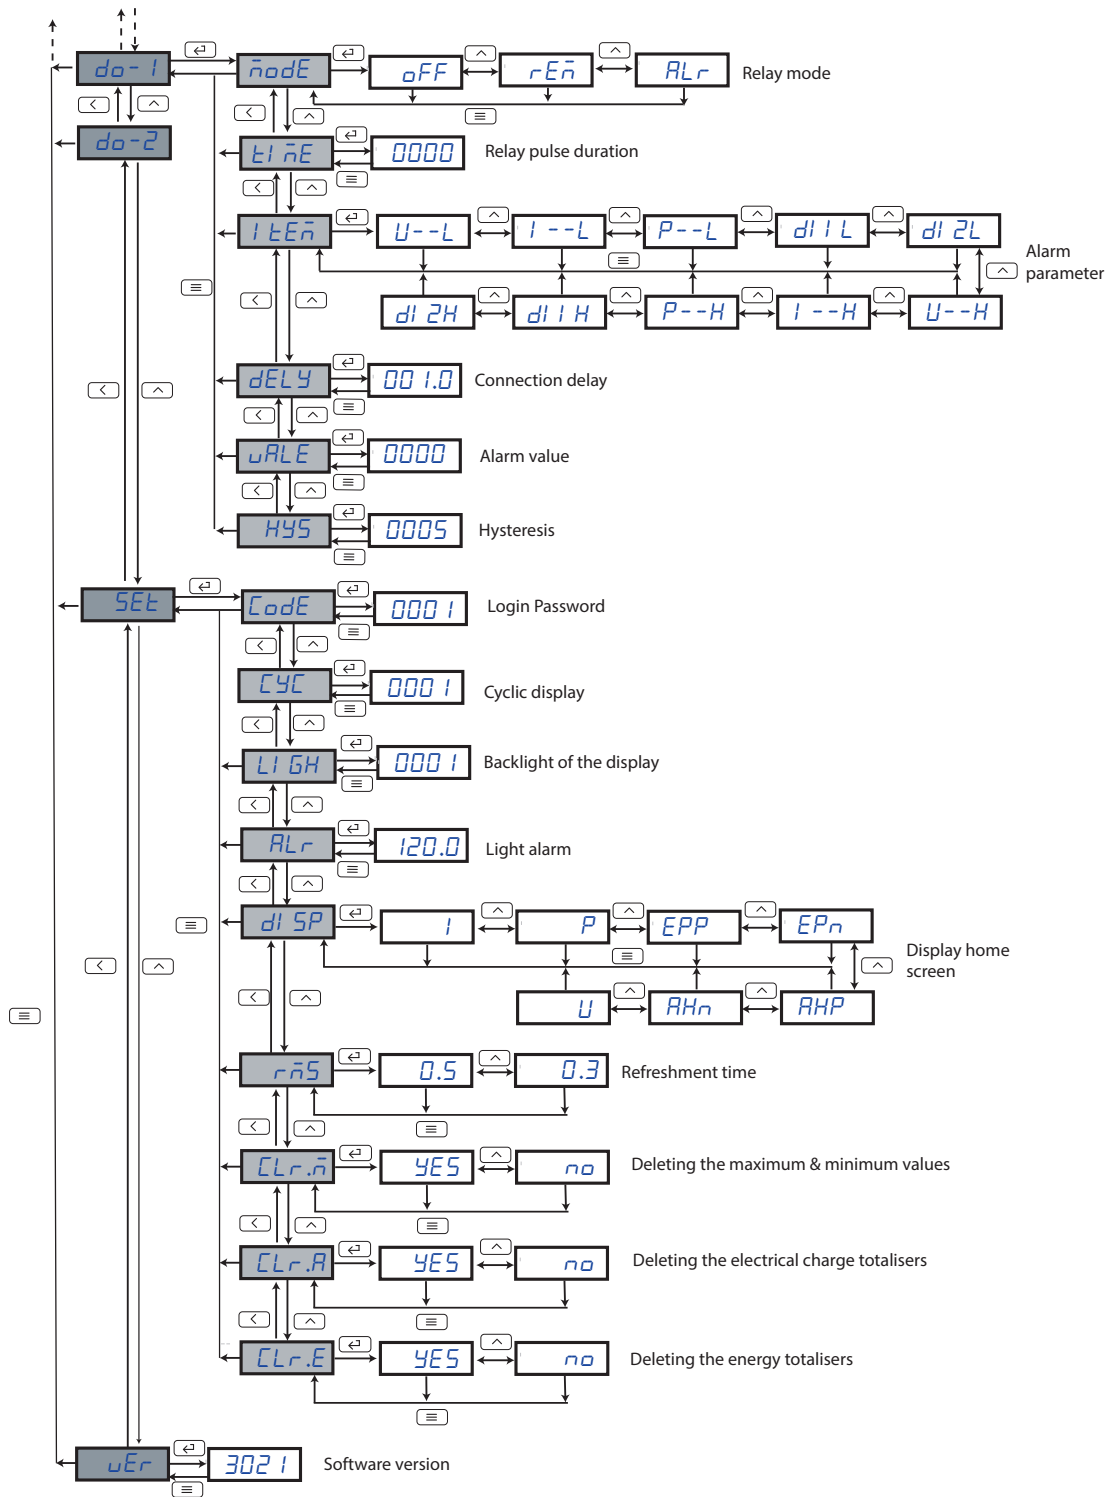 do-1
modE
oFF
rEm
ALr
Relay mode
do-2
tImE
0000
Relay pulse duration
ItEm
U--L
I--L
P--L
dI1L
dI2L
Alarm
parameter
dI2H
dI1H
P--H
I--H
U--H
dELY
001.0
Connection delay
vALE
0000
Alarm value
HYS
0005
Hysteresis
SEt
CodE
0001
Login Password
CYC
0001
Cyclic display
LIGH
0001
Backlight of the display
ALr
120.0
Light alarm
dISP
I
P
EPP
EPn
Display home
screen
U
AHn
AHP
rmS
0.5
0.3
Refreshment time
CLr.m
YES
no
Deleting the maximum & minimum values
CLr.A
YES
no
Deleting the electrical charge totalisers
CLr.E
YES
no
Deleting the energy totalisers
vEr
3021
Software version